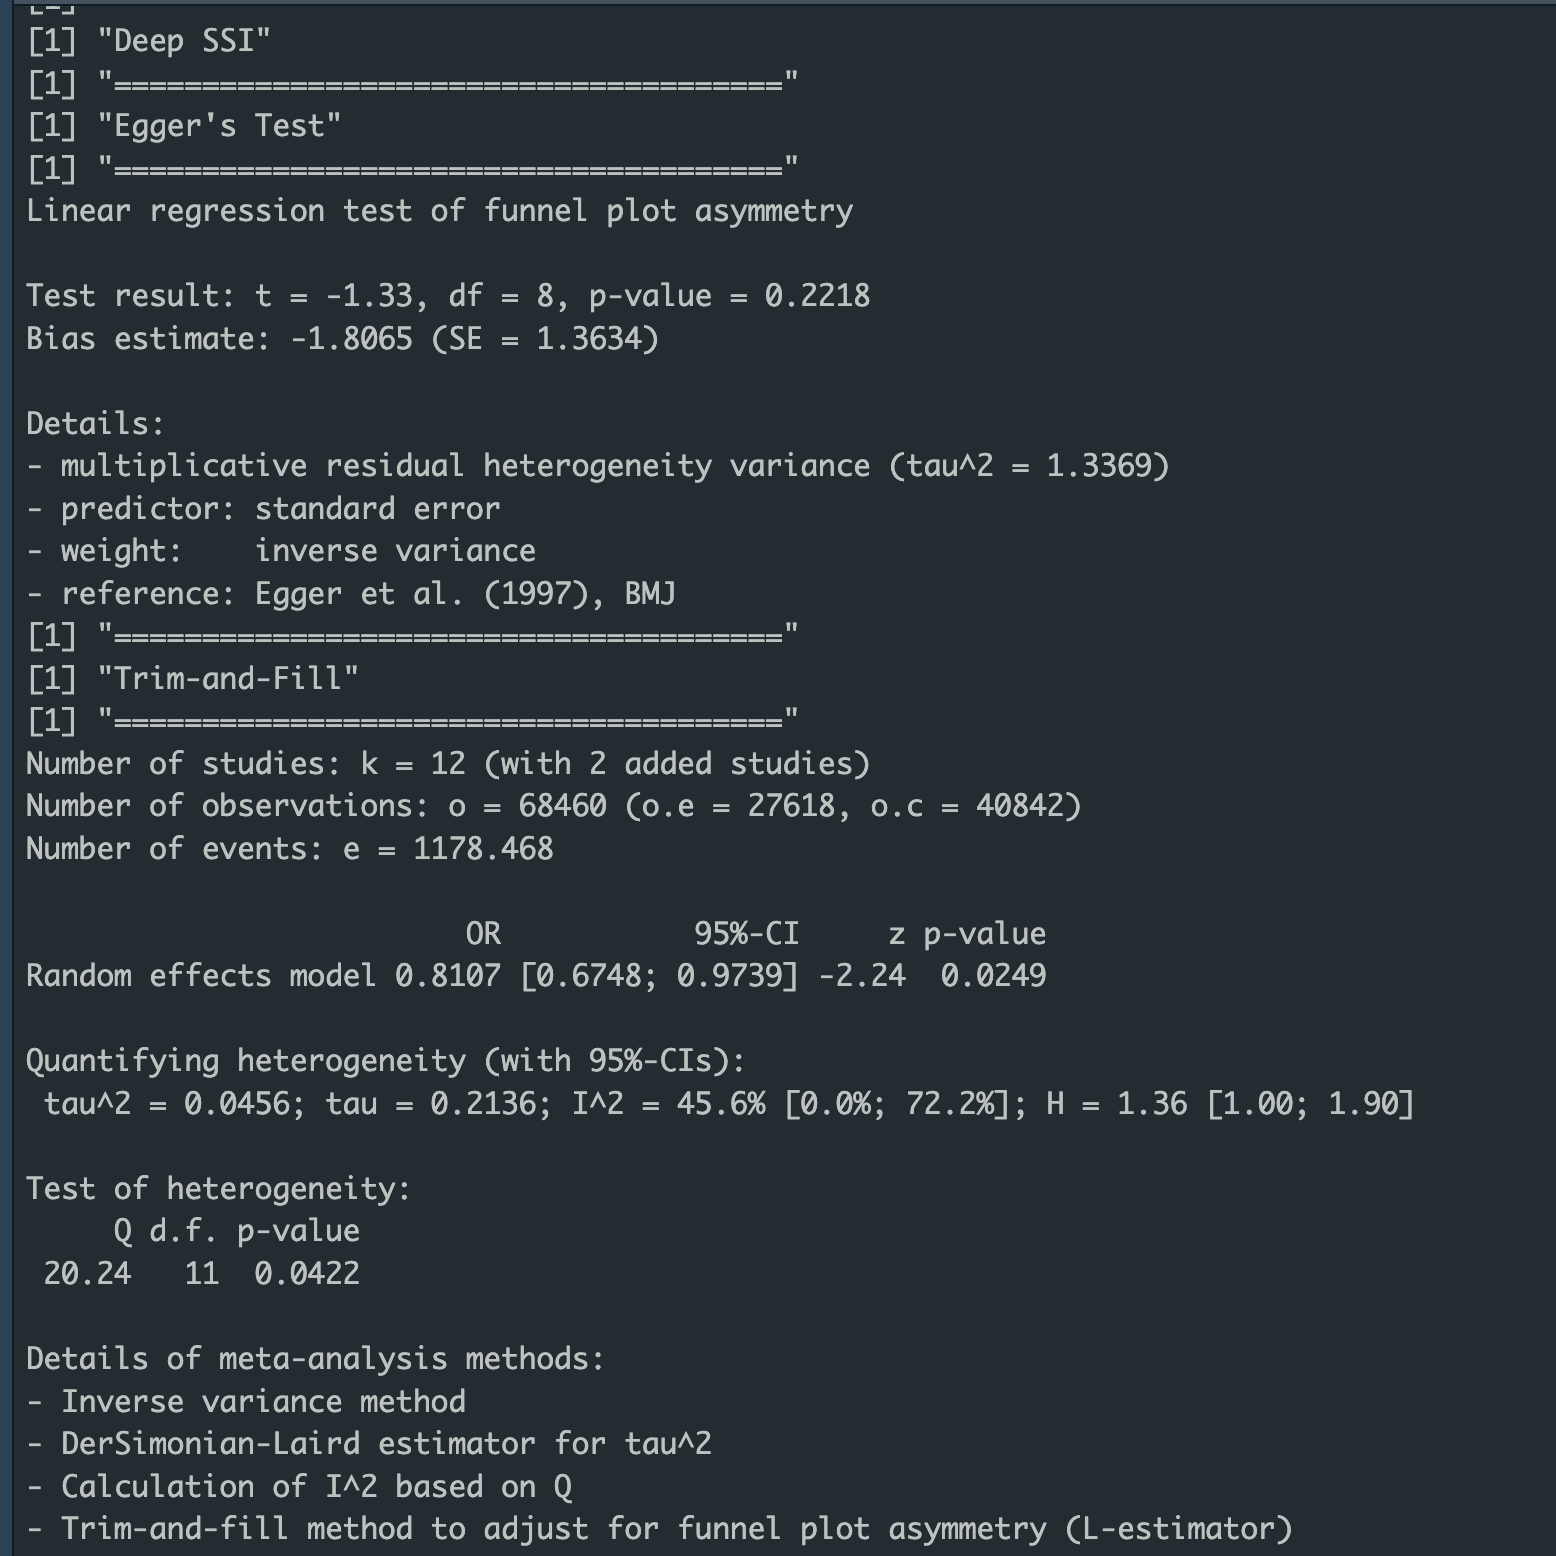 [1] "Deep SSI"
[1] "======================================"
[1] "Egger's Test"
[1] "======================================"
Linear regression test of funnel plot asymmetry
Test result: t = -1.33, df = 8, p-value = 0.2218
Bias estimate: -1.8065 (SE = 1.3634)
Details:
- multiplicative residual heterogeneity variance (tau^2 = 1.3369)
- predictor: standard error
- weight:    inverse variance
- reference: Egger et al. (1997), BMJ
[1] "======================================"
[1] "Trim-and-Fill"
[1] "======================================"
Number of studies: k = 12 (with 2 added studies)
Number of observations: o = 68460 (o.e = 27618, o.c = 40842)
Number of events: e = 1178.468
                         OR           95%-CI     z p-value
Random effects model 0.8107 [0.6748; 0.9739] -2.24  0.0249
Quantifying heterogeneity (with 95%-CIs):
 tau^2 = 0.0456; tau = 0.2136; I^2 = 45.6% [0.0%; 72.2%]; H = 1.36 [1.00; 1.90]
Test of heterogeneity:
     Q d.f. p-value
 20.24   11  0.0422
Details of meta-analysis methods:
- Inverse variance method
- DerSimonian-Laird estimator for tau^2
- Calculation of I^2 based on Q
- Trim-and-fill method to adjust for funnel plot asymmetry (L-estimator)